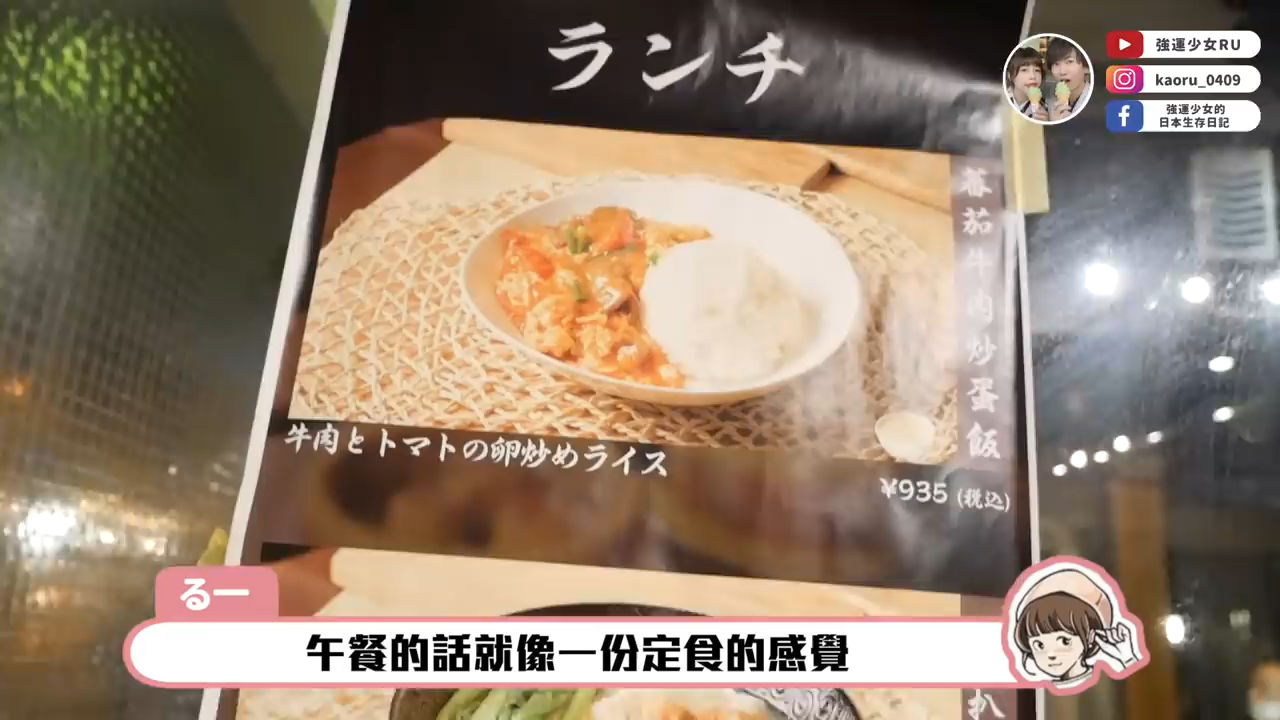 ランチ
強運少女RU
kaoru_0409
強運少女的
日本生存日記
蕃茄牛肉炒蛋飯
牛肉とトマトの卵炒めライス
¥935 (税込)
るー
午餐的話就像一份定食的感覺
扒